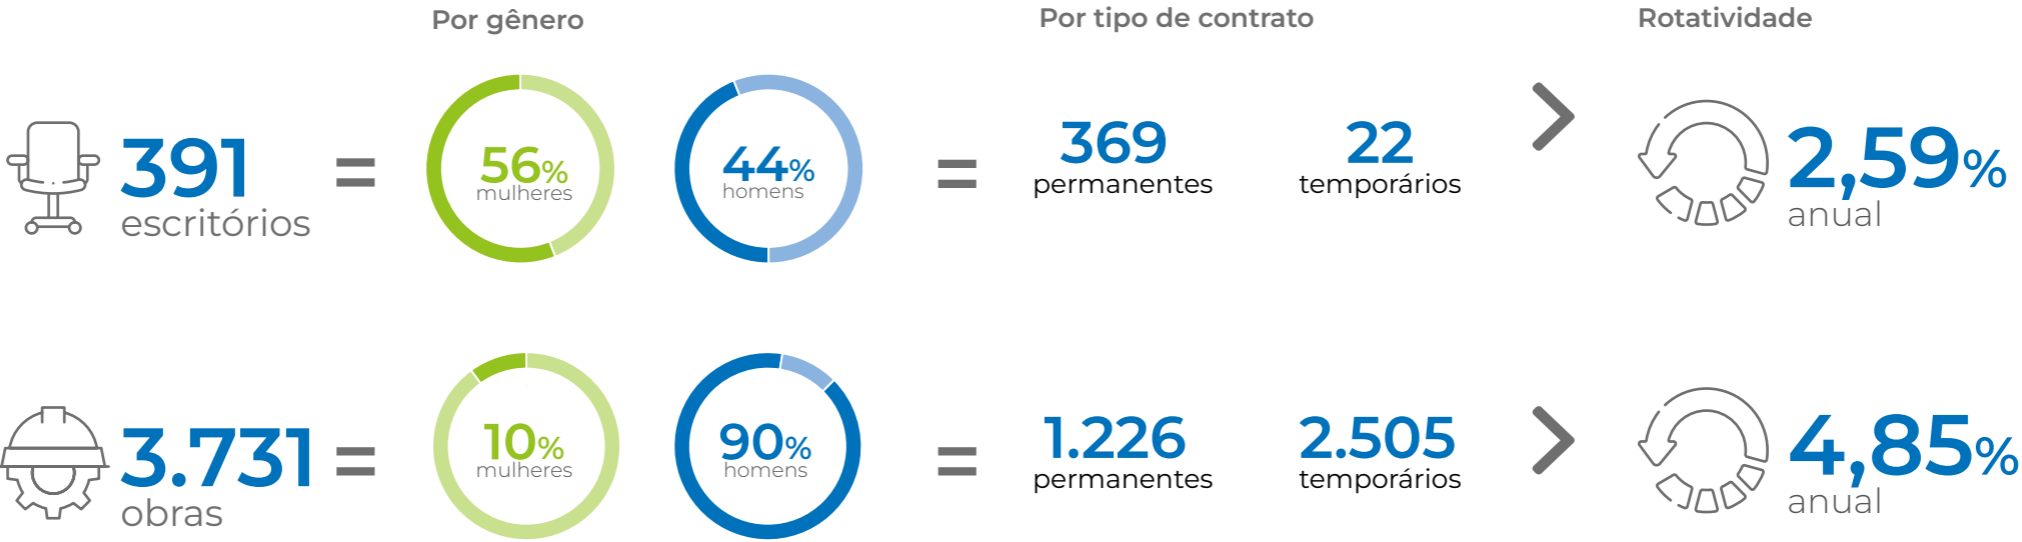 Por gênero
Por tipo de contrato
Rotatividade
391
escritórios
=
56%
mulheres
44%
homens
=
369
permanentes
22
temporários
2,59%
anual
3.731
obras
=
10%
mulheres
90%
homens
=
1.226
permanentes
2.505
temporários
4,85%
anual